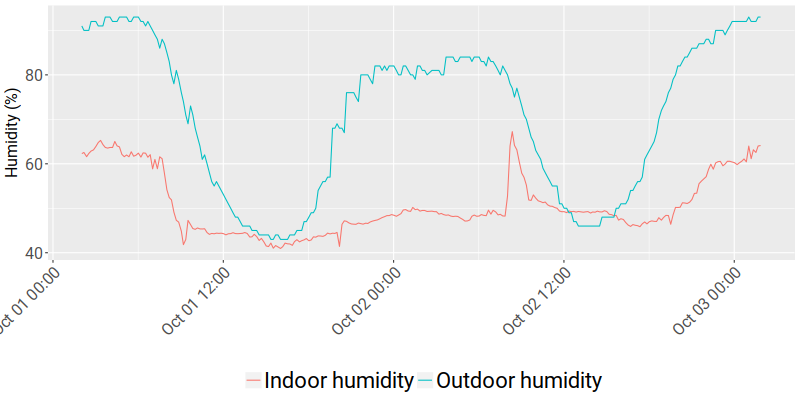 Humidity (%)
80
60
40
Oct 01 00:00
Oct 01 12:00
Oct 02 00:00
Oct 02 12:00
Oct 03 00:00
Indoor humidity Outdoor humidity